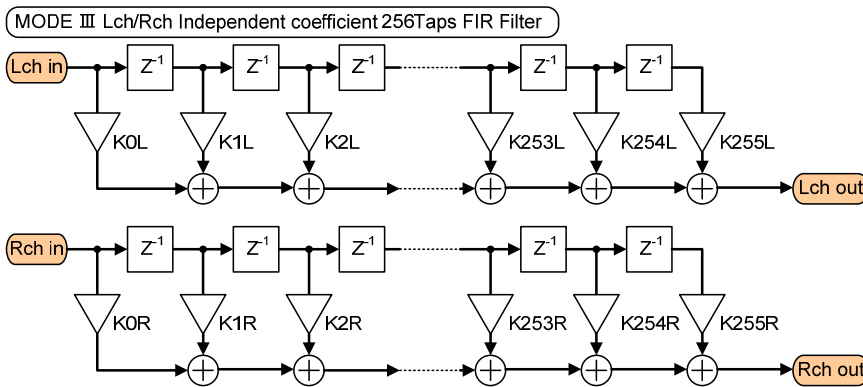 MODE Ⅲ Lch/Rch Independent coefficient 256Taps FIR Filter
Lch in Z⁻¹ Z⁻¹ Z⁻¹ Z⁻¹ Z⁻¹
K0L K1L K2L K253L K254L K255L
Lch out
Rch in Z⁻¹ Z⁻¹ Z⁻¹ Z⁻¹ Z⁻¹
K0R K1R K2R K253R K254R K255R
Rch out